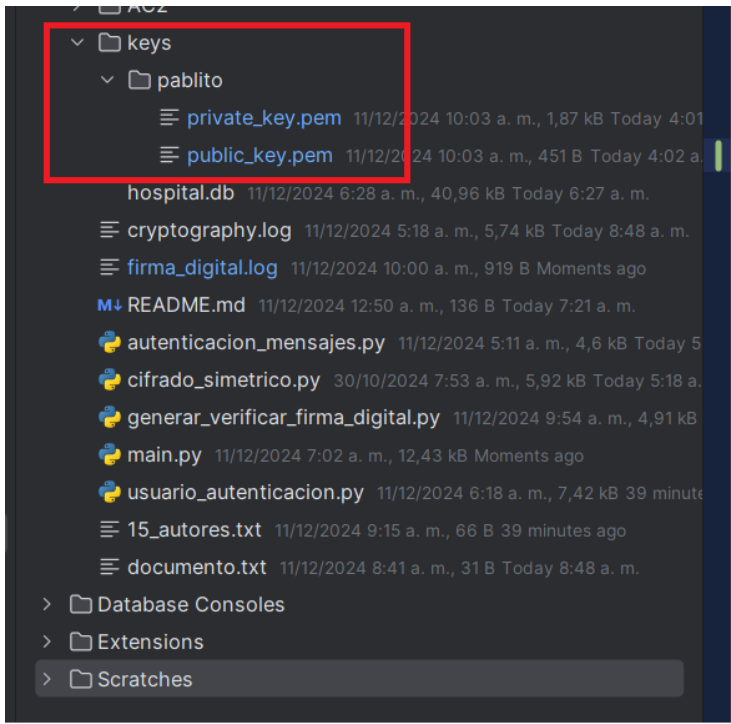 AC2
keys
pablito
private_key.pem 11/12/2024 10:03 a. m., 1,87 kB Today 4:01
public_key.pem 11/12/2024 10:03 a. m., 451 B Today 4:02 a.
hospital.db 11/12/2024 6:28 a. m., 40,96 kB Today 6:27 a. m.
cryptography.log 11/12/2024 5:18 a. m., 5,74 kB Today 8:48 a. m.
firma_digital.log 11/12/2024 10:00 a. m., 919 B Moments ago
M↓ README.md 11/12/2024 12:50 a. m., 136 B Today 7:21 a. m.
autenticacion_mensajes.py 11/12/2024 5:11 a. m., 4,6 kB Today 5
cifrado_simetrico.py 30/10/2024 7:53 a. m., 5,92 kB Today 5:18 a.
generar_verificar_firma_digital.py 11/12/2024 9:54 a. m., 4,91 kB
main.py 11/12/2024 7:02 a. m., 12,43 kB Moments ago
usuario_autenticacion.py 11/12/2024 6:18 a. m., 7,42 kB 39 minute
15_autores.txt 11/12/2024 9:15 a. m., 66 B 39 minutes ago
documento.txt 11/12/2024 8:41 a. m., 31 B Today 8:48 a. m.
Database Consoles
Extensions
Scratches